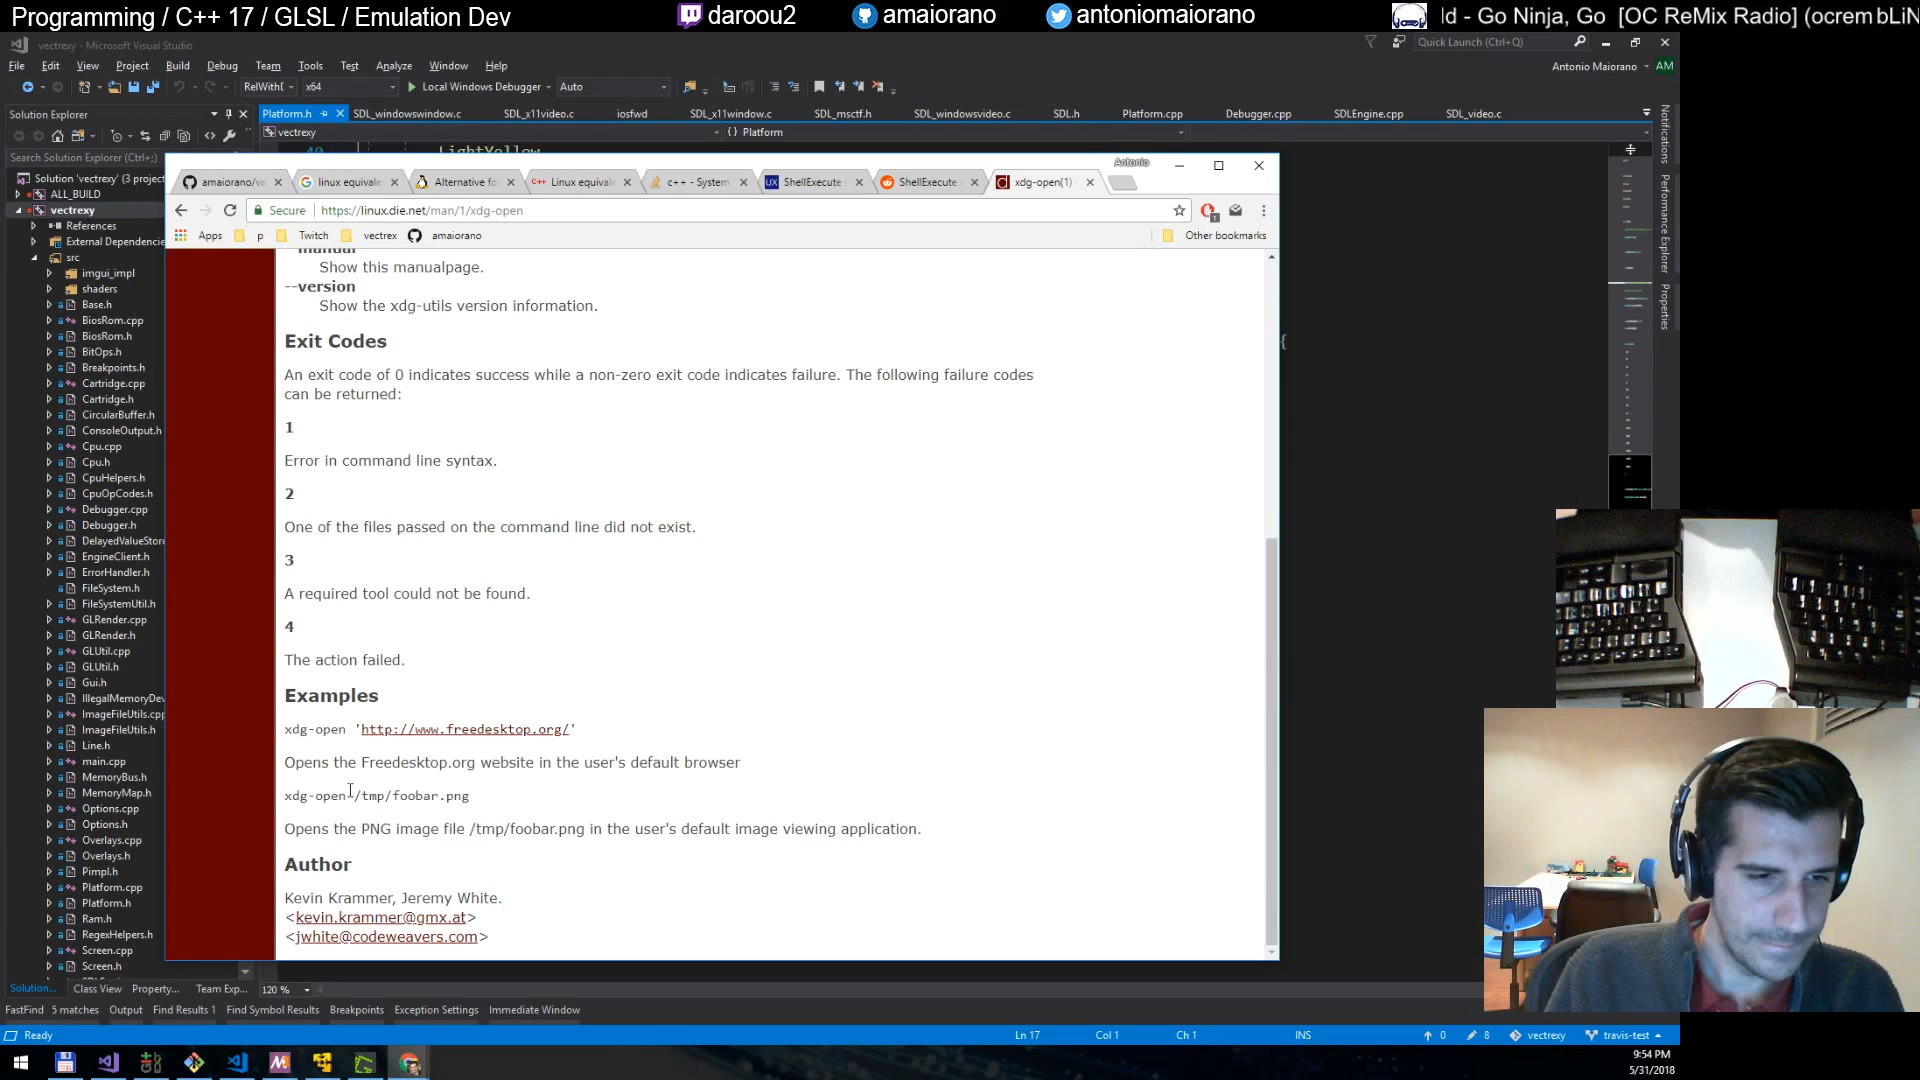 Programming / C++ 17 / GLSL / Emulation Dev
daroou2
amaiorano
antoniomaiorano
ld - Go Ninja, Go [OC ReMix Radio] (ocrem bLiN
vectrexy - Microsoft Visual Studio
Quick Launch (Ctrl+Q)
File Edit View Project Build Debug Team Tools Test Analyze Window Help
Antonio Maiorano AM
RelWithI x64 Local Windows Debugger Auto
Solution Explorer
Platform.h SDL_windowswindow.c SDL_x11video.c iosfwd SDL_x11window.c SDL_msctf.h SDL_windowsvideo.c SDL.h Platform.cpp Debugger.cpp SDLEngine.cpp SDL_video.c
vectrexy
{ } Platform
Search Solution Explorer (Ctrl+;)
40 LightYellow
Solution 'vectrexy' (3 project
ALL_BUILD
vectrexy
References
External Dependencie
src
imgui_impl
shaders
Base.h
BiosRom.cpp
BiosRom.h
BitOps.h
Breakpoints.h
Cartridge.cpp
Cartridge.h
CircularBuffer.h
ConsoleOutput.h
Cpu.cpp
Cpu.h
CpuHelpers.h
CpuOpCodes.h
Debugger.cpp
Debugger.h
DelayedValueStore
EngineClient.h
ErrorHandler.h
FileSystem.h
FileSystemUtil.h
GLRender.cpp
GLRender.h
GLUtil.cpp
GLUtil.h
Gui.h
IllegalMemoryDev
ImageFileUtils.cpp
ImageFileUtils.h
Line.h
main.cpp
MemoryBus.h
MemoryMap.h
Options.cpp
Options.h
Overlays.cpp
Overlays.h
Pimpl.h
Platform.cpp
Platform.h
Ram.h
RegexHelpers.h
Screen.cpp
Screen.h
Antonio
amaiorano/ve
linux equivale
Alternative fo
Linux equivale
c++ - System
ShellExecute
ShellExecute
xdg-open(1)
Secure https://linux.die.net/man/1/xdg-open
Apps p Twitch vectrex amaiorano Other bookmarks
--manual
Show this manualpage.
--version
Show the xdg-utils version information.
Exit Codes
An exit code of 0 indicates success while a non-zero exit code indicates failure. The following failure codes
can be returned:
1
Error in command line syntax.
2
One of the files passed on the command line did not exist.
3
A required tool could not be found.
4
The action failed.
Examples
xdg-open 'http://www.freedesktop.org/'
Opens the Freedesktop.org website in the user's default browser
xdg-open /tmp/foobar.png
Opens the PNG image file /tmp/foobar.png in the user's default image viewing application.
Author
Kevin Krammer, Jeremy White.
<kevin.krammer@gmx.at>
<jwhite@codeweavers.com>
{
Notifications
Performance Explorer
Properties
Solution... Class View Property... Team Exp...
120 %
FastFind 5 matches Output Find Results 1 Find Symbol Results Breakpoints Exception Settings Immediate Window
Ready
Ln 17 Col 1 Ch 1 INS 0 8 vectrexy travis-test
9:54 PM
5/31/2018